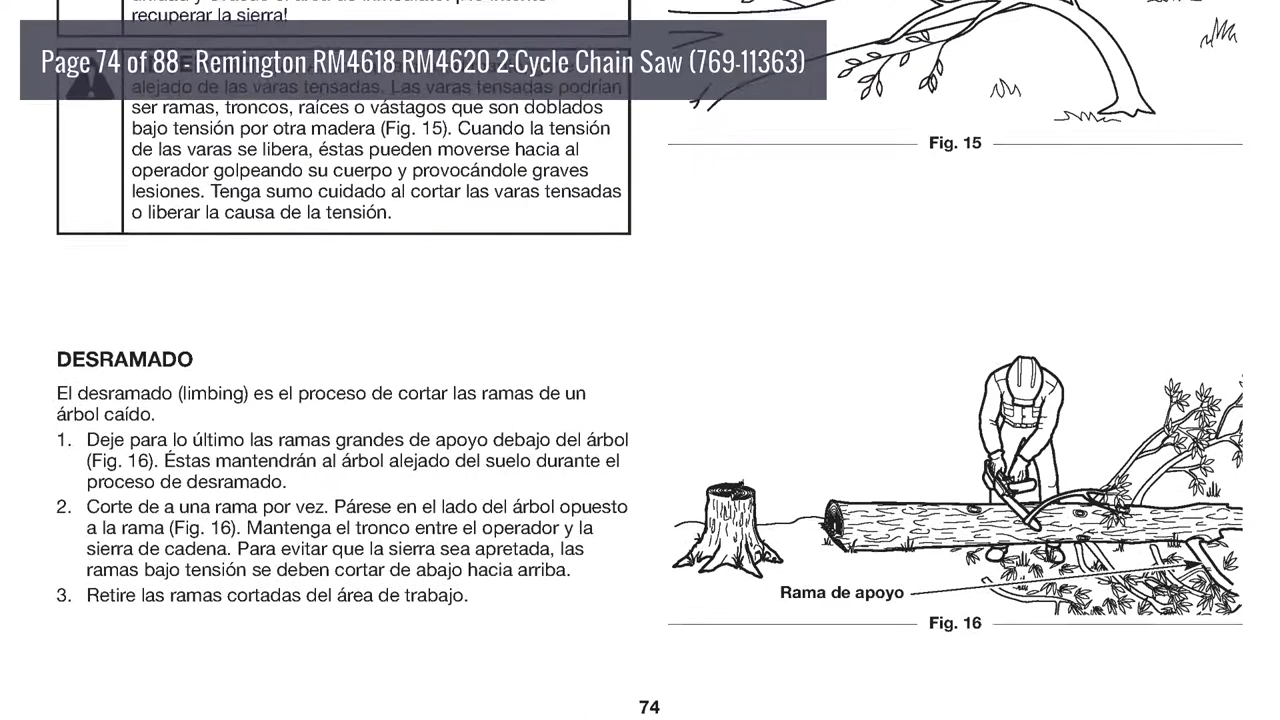 recuperar la sierra!
Page 74 of 88 - Remington RM4618 RM4620 2-Cycle Chain Saw (769-11363)
alejado de las varas tensadas. Las varas tensadas podrían
ser ramas, troncos, raíces o vástagos que son doblados
bajo tensión por otra madera (Fig. 15). Cuando la tensión
de las varas se libera, éstas pueden moverse hacia al
operador golpeando su cuerpo y provocándole graves
lesiones. Tenga sumo cuidado al cortar las varas tensadas
o liberar la causa de la tensión.
Fig. 15
DESRAMADO
El desramado (limbing) es el proceso de cortar las ramas de un
árbol caído.
1. Deje para lo último las ramas grandes de apoyo debajo del árbol
(Fig. 16). Éstas mantendrán al árbol alejado del suelo durante el
proceso de desramado.
2. Corte de a una rama por vez. Párese en el lado del árbol opuesto
a la rama (Fig. 16). Mantenga el tronco entre el operador y la
sierra de cadena. Para evitar que la sierra sea apretada, las
ramas bajo tensión se deben cortar de abajo hacia arriba.
3. Retire las ramas cortadas del área de trabajo.
Rama de apoyo
Fig. 16
74